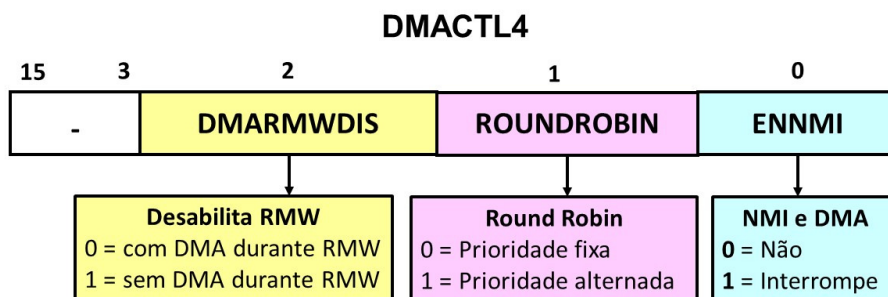 DMACTL4
15 3 2 1 0
- DMARMWDIS ROUNDROBIN ENNMI
Desabilita RMW
0 = com DMA durante RMW
1 = sem DMA durante RMW
Round Robin
0 = Prioridade fixa
1 = Prioridade alternada
NMI e DMA
0 = Não
1 = Interrompe